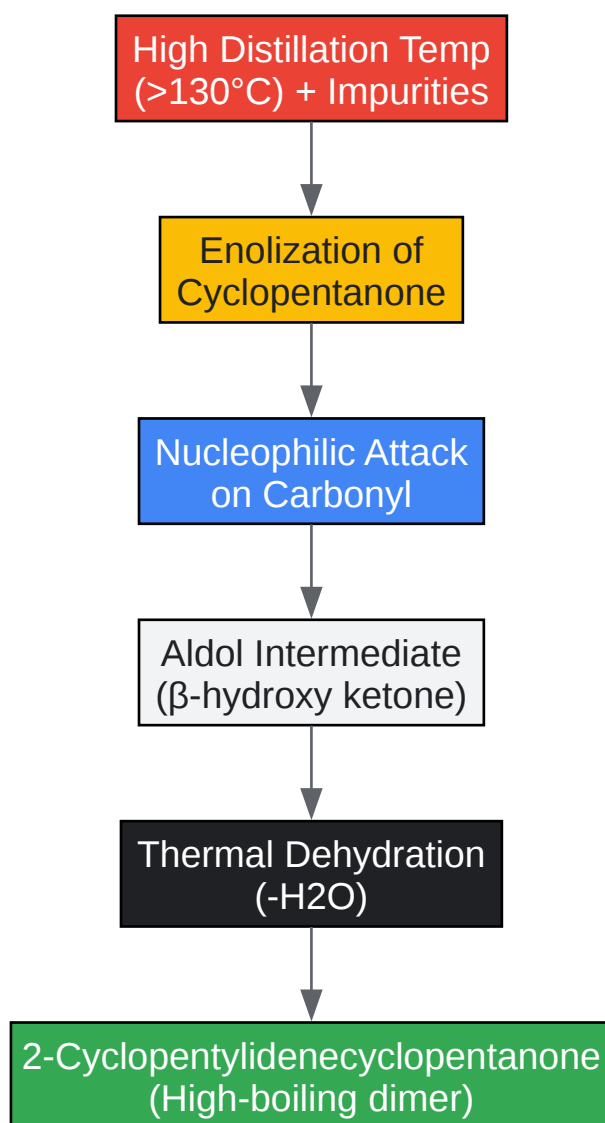 High Distillation Temp
(>130°C) + Impurities
Enolization of
Cyclopentanone
Nucleophilic Attack
on Carbonyl
Aldol Intermediate
(β-hydroxy ketone)
Thermal Dehydration
(-H2O)
2-Cyclopentylidenecyclopentanone
(High-boiling dimer)